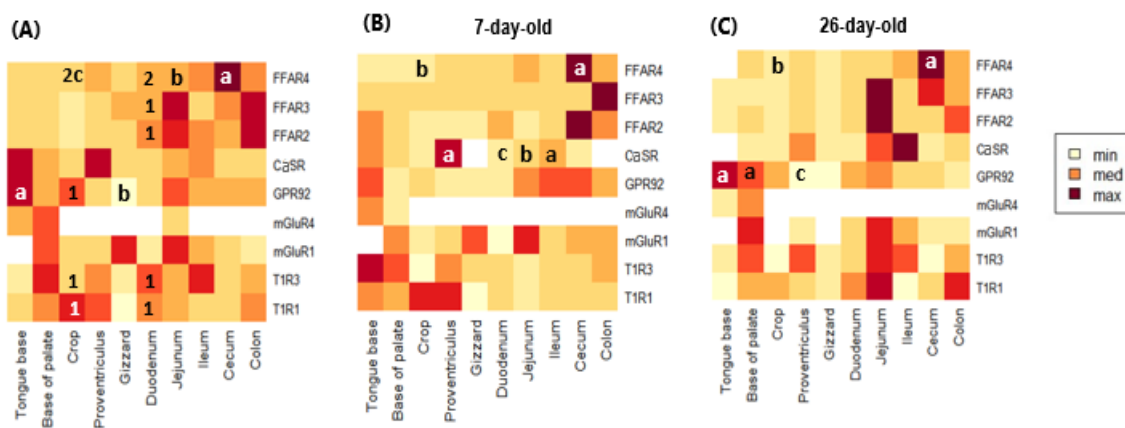 (A)
2c 2 b a FFAR4
1 FFAR3
1 FFAR2
CaSR
a 1 b GPR92
mGluR4
mGluR1
1 1 T1R3
1 1 T1R1
Tongue base
Base of palate
Crop
Proventriculus
Gizzard
Duodenum
Jejunum
Ileum
Cecum
Colon
(B) 7-day-old
b a FFAR4
FFAR3
FFAR2
a c b a CaSR
GPR92
mGluR4
mGluR1
T1R3
T1R1
Tongue base
Base of palate
Crop
Proventriculus
Gizzard
Duodenum
Jejunum
Ileum
Cecum
Colon
(C) 26-day-old
b a FFAR4
FFAR3
FFAR2
CaSR
a a c GPR92
mGluR4
mGluR1
T1R3
T1R1
Tongue base
Base of palate
Crop
Proventriculus
Gizzard
Duodenum
Jejunum
Ileum
Cecum
Colon
min
med
max